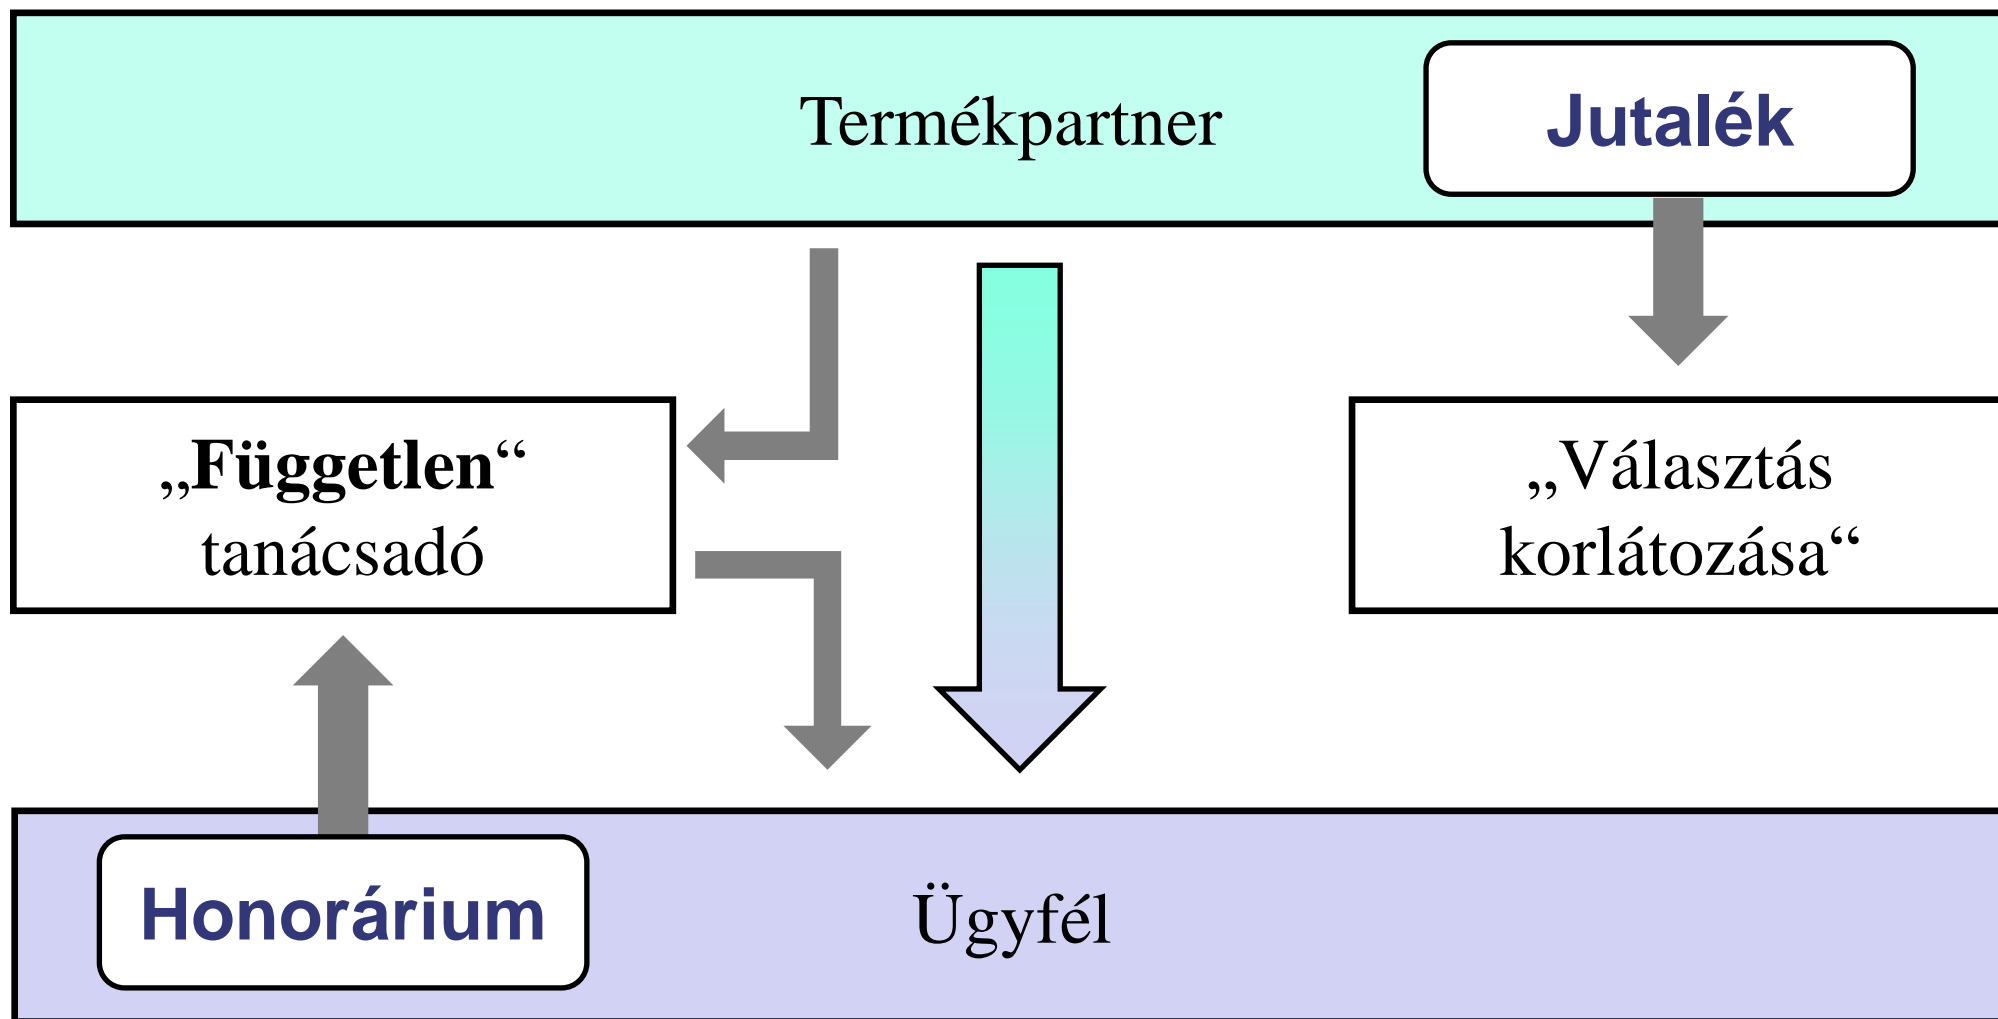 Termékpartner
Jutalék
„Független“
tanácsadó
„Választás
korlátozása“
Honorárium
Ügyfél